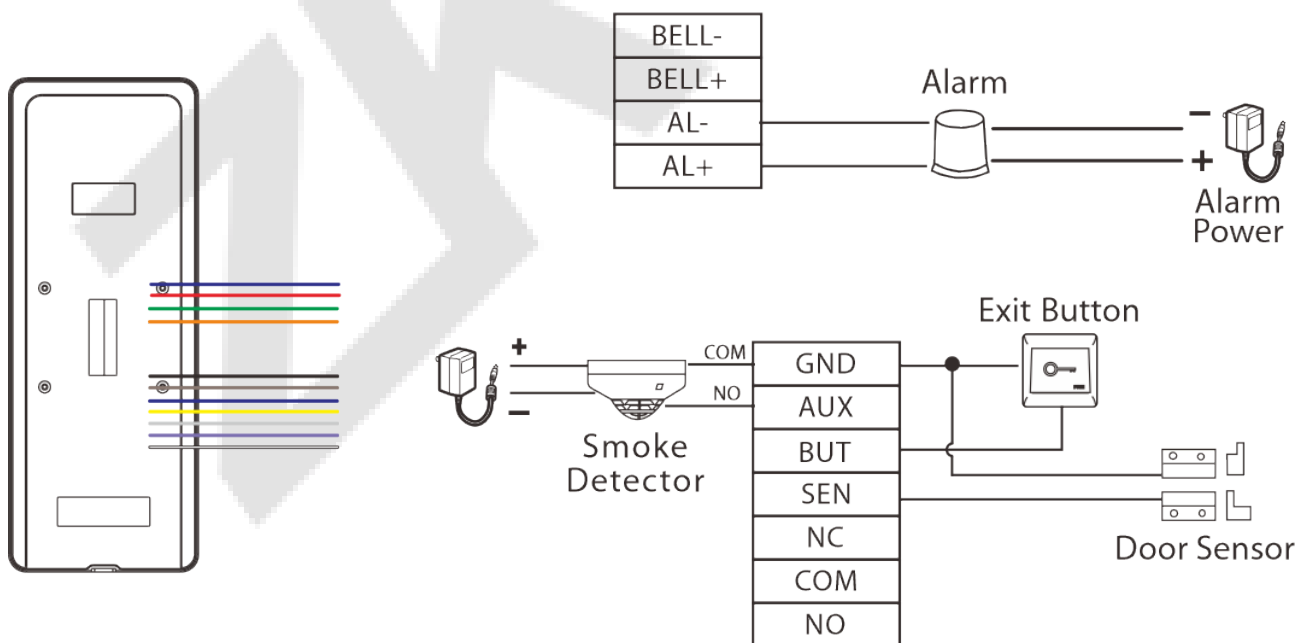 BELL-
BELL+
AL-
AL+
Alarm
−
+
Alarm
Power
+
−
Smoke
Detector
COM
NO
GND
AUX
BUT
SEN
NC
COM
NO
Exit Button
Door Sensor